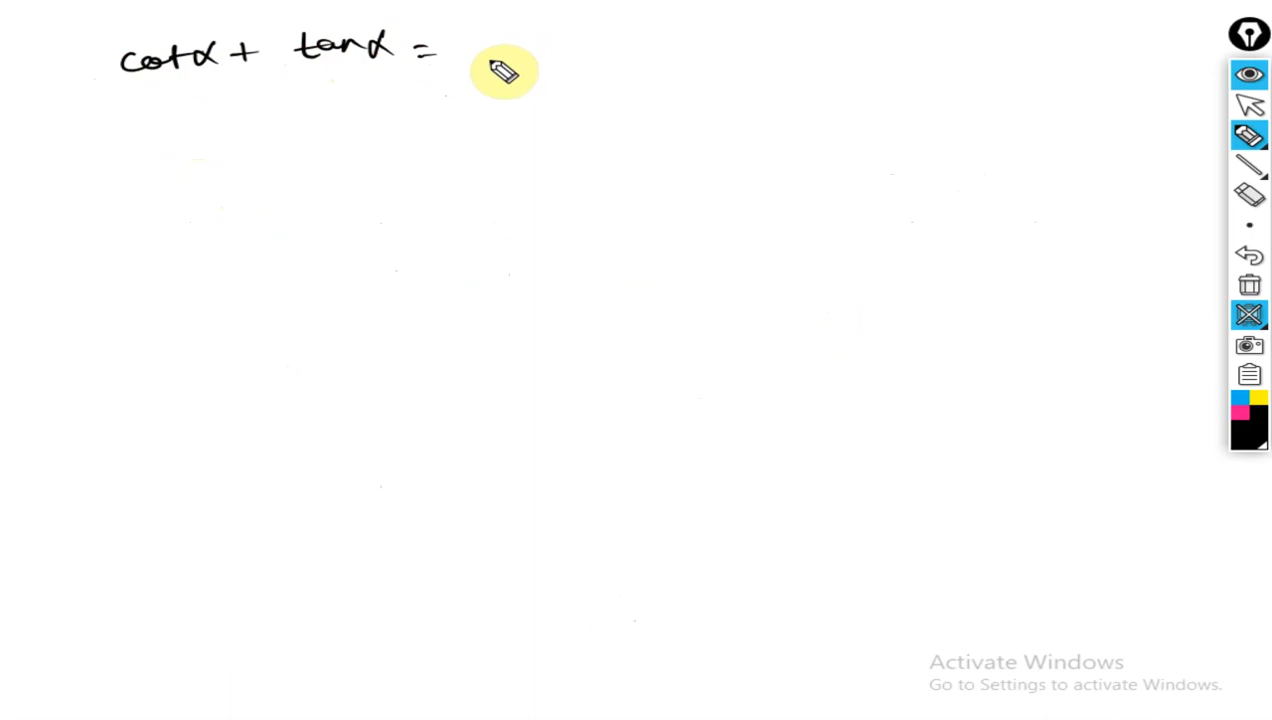 cotα + tanα =
Activate Windows
Go to Settings to activate Windows.